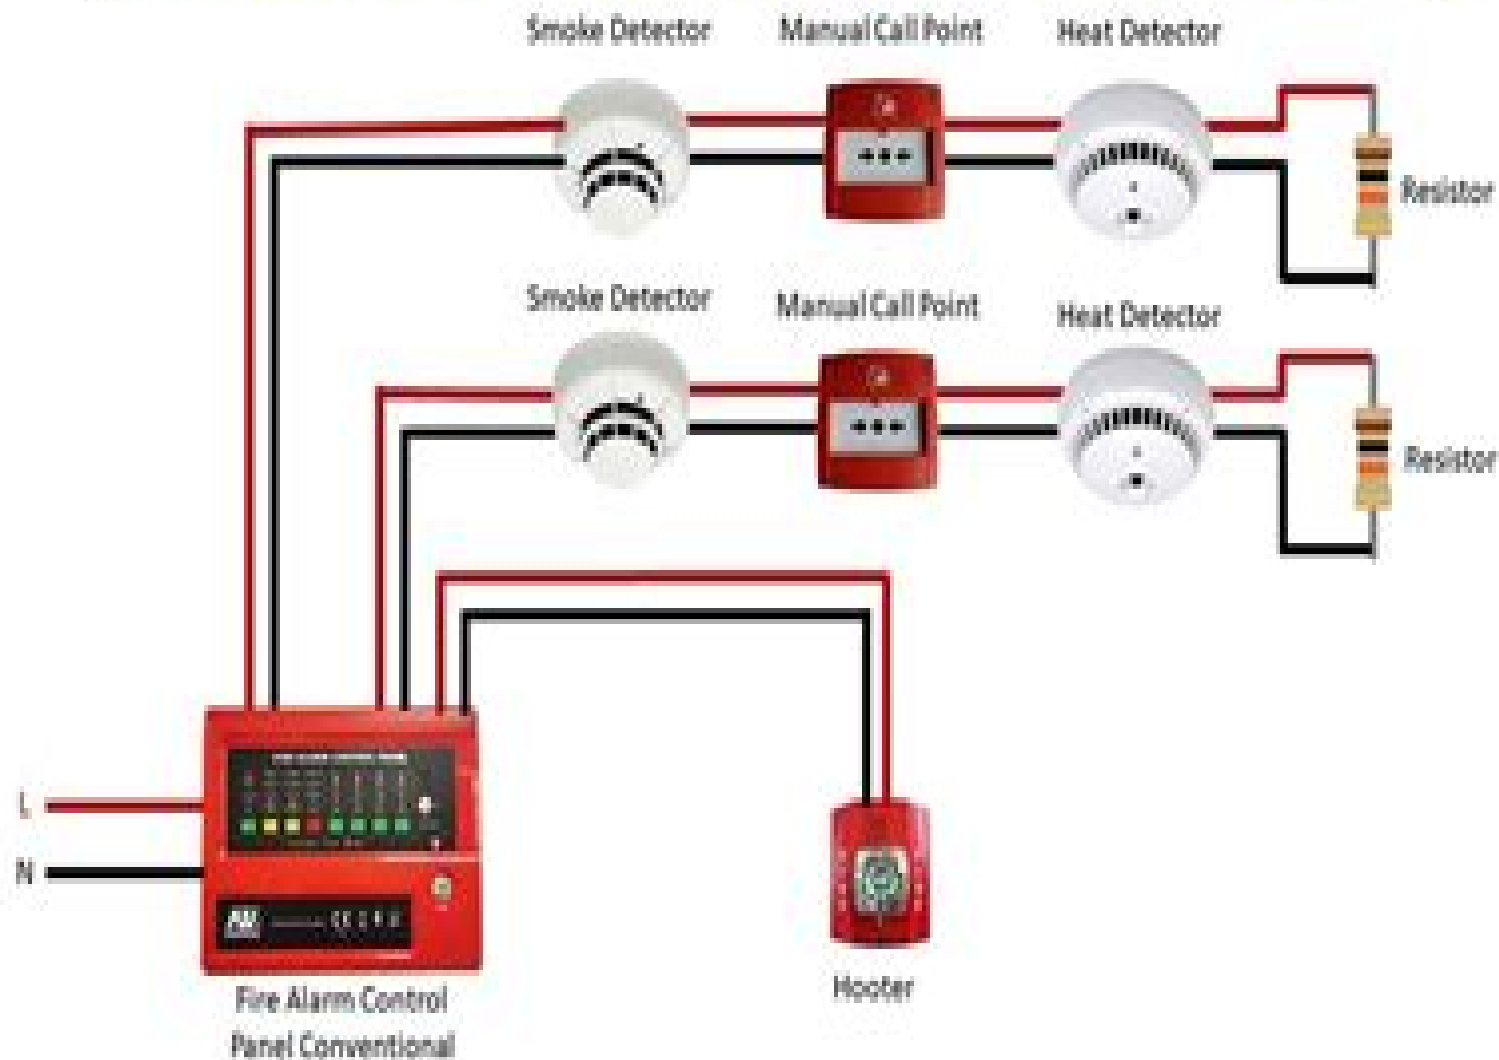 Smoke Detector
Manual Call Point
Heat Detector
Resistor
Smoke Detector
Manual Call Point
Heat Detector
Resistor
L
N
CE
Fire Alarm Control
Panel Conventional
Hooter